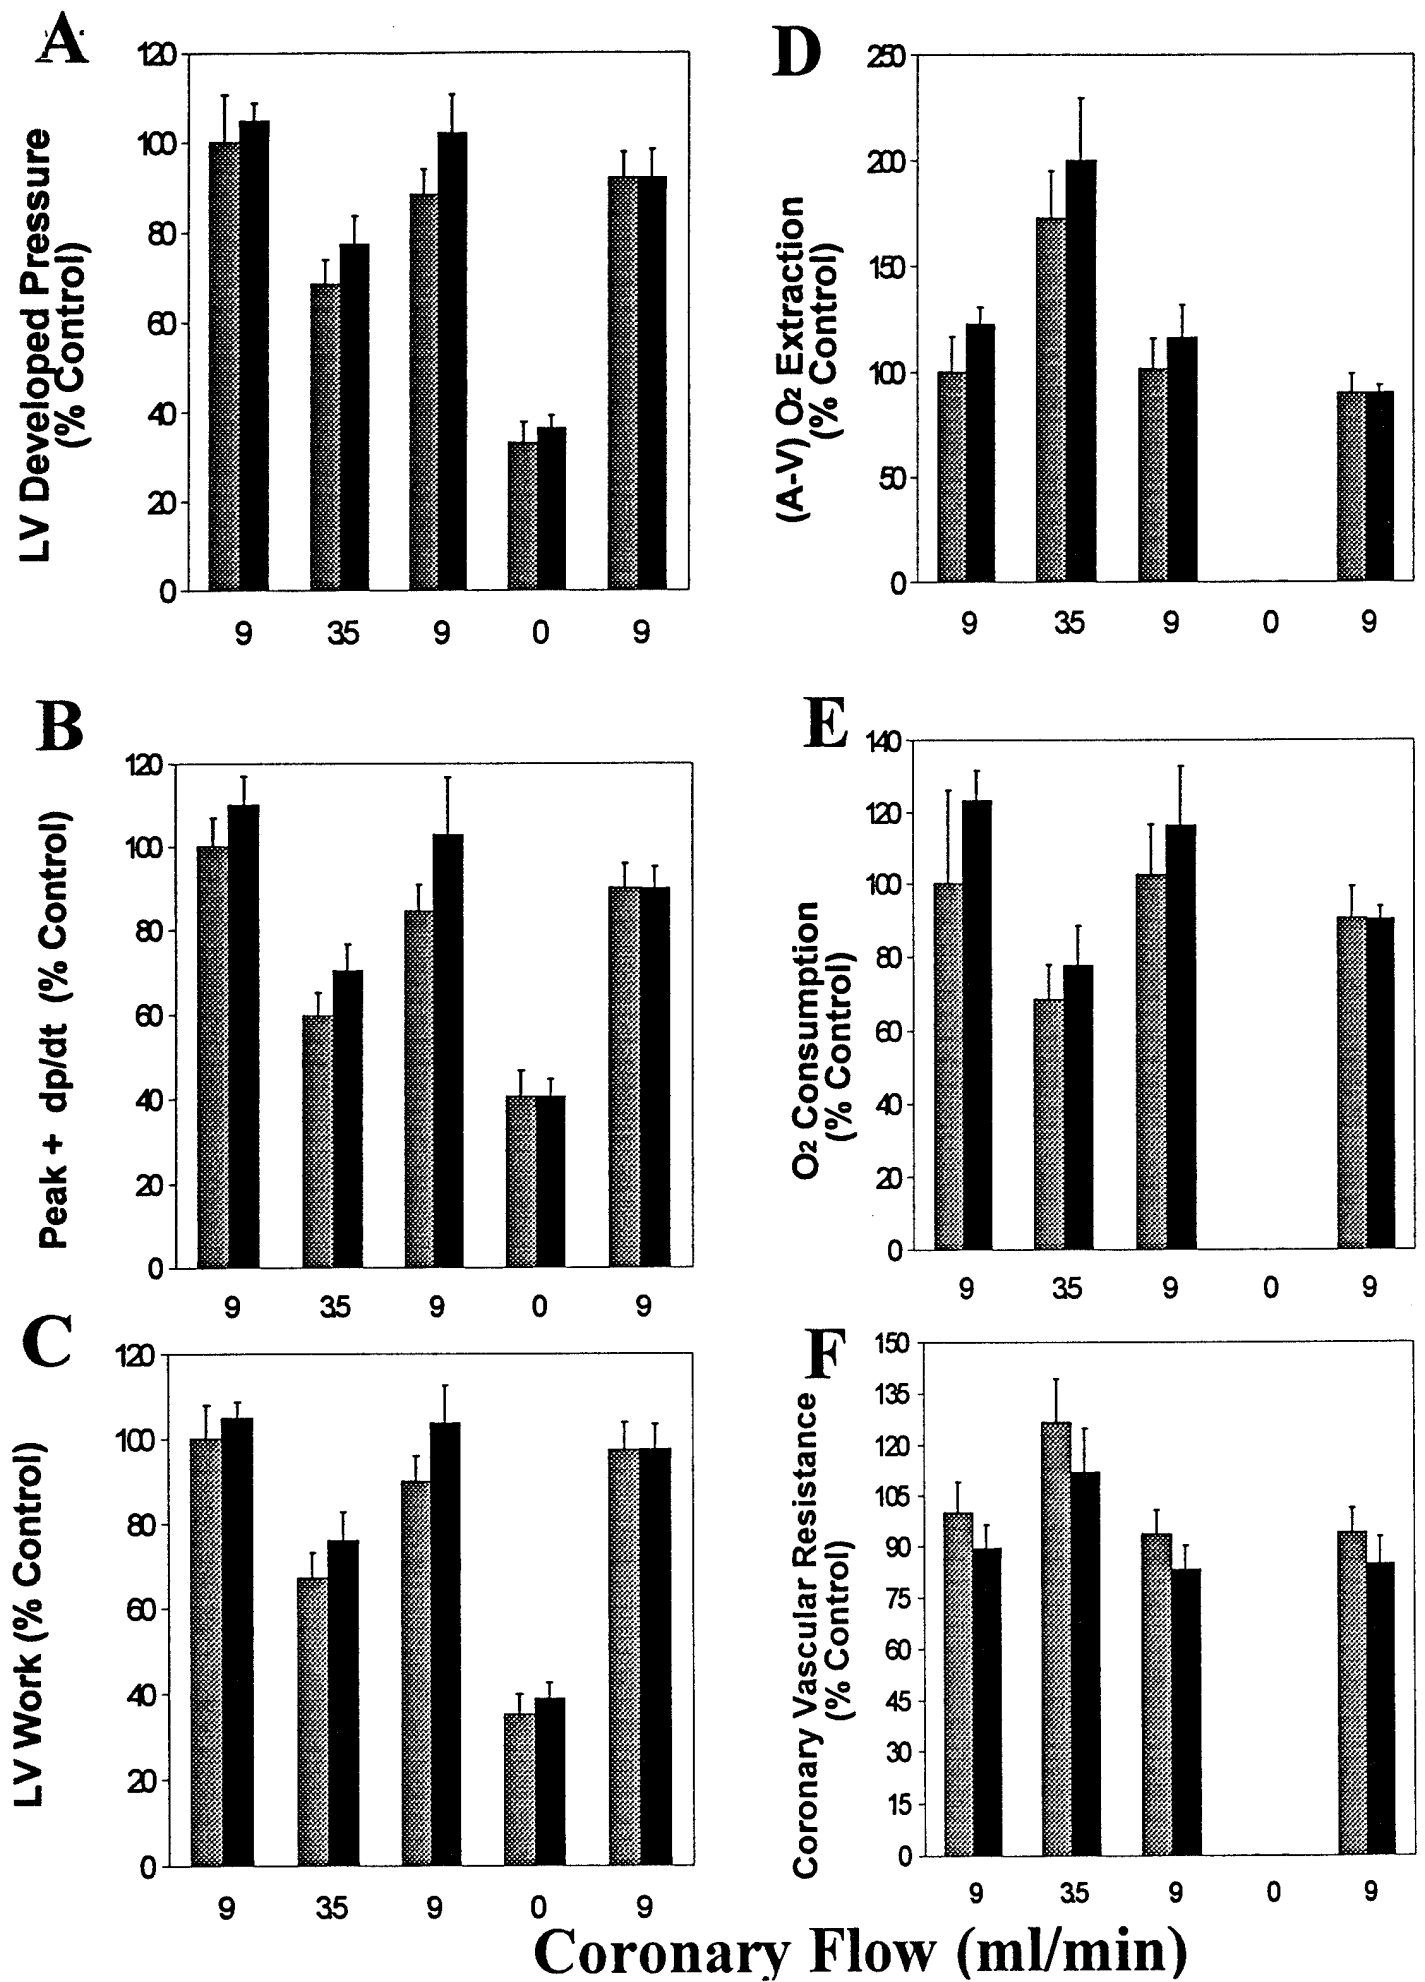 A
LV Developed Pressure
(% Control)
120
100
80
60
40
20
0
9 35 9 0 9
D
(A-V) O2 Extraction
(% Control)
250
200
150
100
50
0
9 35 9 0 9
B
Peak + dp/dt (% Control)
120
100
80
60
40
20
0
9 35 9 0 9
E
O2 Consumption
(% Control)
140
120
100
80
60
40
20
0
9 35 9 0 9
C
LV Work (% Control)
120
100
80
60
40
20
0
9 35 9 0 9
F
Coronary Vascular Resistance
(% Control)
150
135
120
105
90
75
60
45
30
15
0
9 35 9 0 9
Coronary Flow (ml/min)